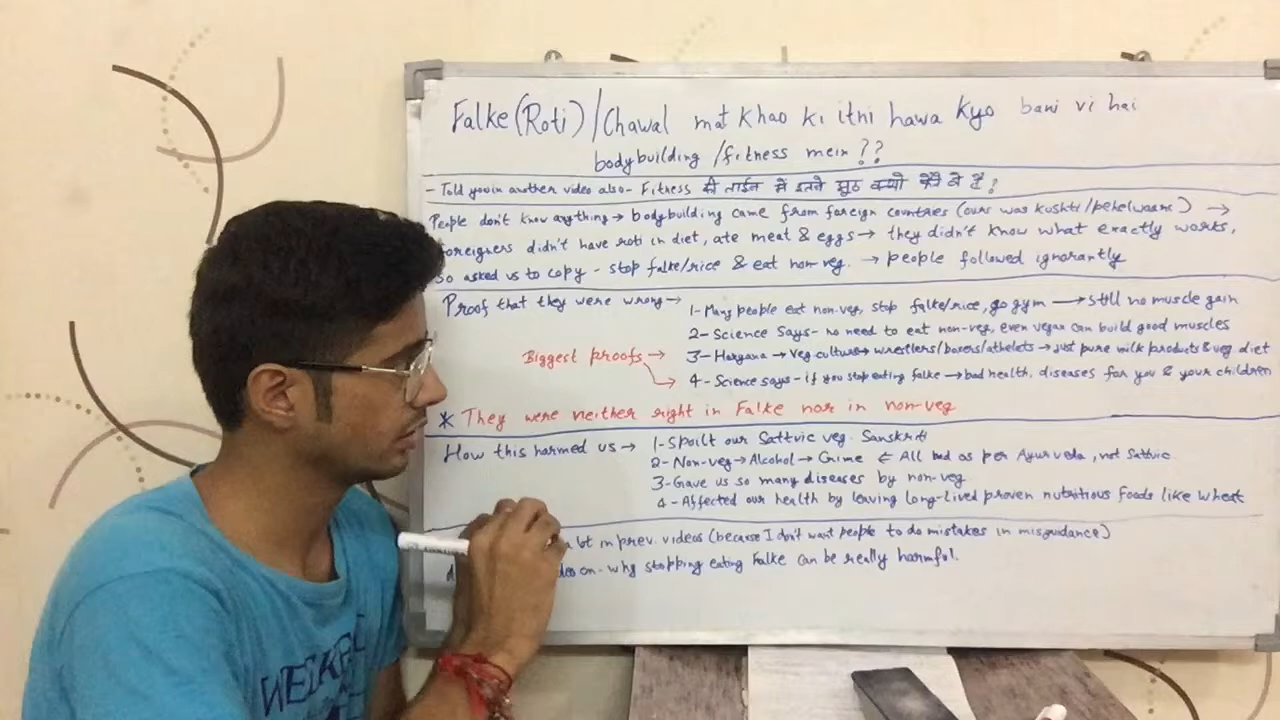 Falke(Roti)/Chawal mat khao ki itni hawa kyo bani vi hai
bodybuilding/fitness mein??
- Told you in another video also - Fitness की लाईन में इतने झूठ क्यो फैले वे हैं?
People don't know anything → bodybuilding came from foreign countries (ours was kushti/pehelwaani) →
foreigners didn't have roti in diet, ate meat & eggs → they didn't know what exactly works,
so asked us to copy - stop falke/rice & eat non-veg. → people followed ignorantly
Proof that they were wrong → 1- Many people eat non-veg, stop falke/rice, go gym → still no muscle gain
2- Science says - no need to eat non-veg, even vegan can build good muscles
Biggest proofs → 3- Haryana → Veg culture → wrestlers/boxers/athelets → just pure milk products & veg diet
4- Science says - if you stop eating falke → bad health, diseases for you & your children
* They were neither right in Falke nor in non-veg
How this harmed us → 1- Spoilt our Sattvic veg. Sanskriti
2- Non-veg → Alcohol → Crime ← All bad as per Ayurveda, not Sattvic
3- Gave us so many diseases by non-veg
4- Affected our health by leaving long-lived proven nutritious foods like wheat
a lot in prev. videos (because I don't want people to do mistakes in misguidance)
on - why stopping eating Falke can be really harmful.
WE